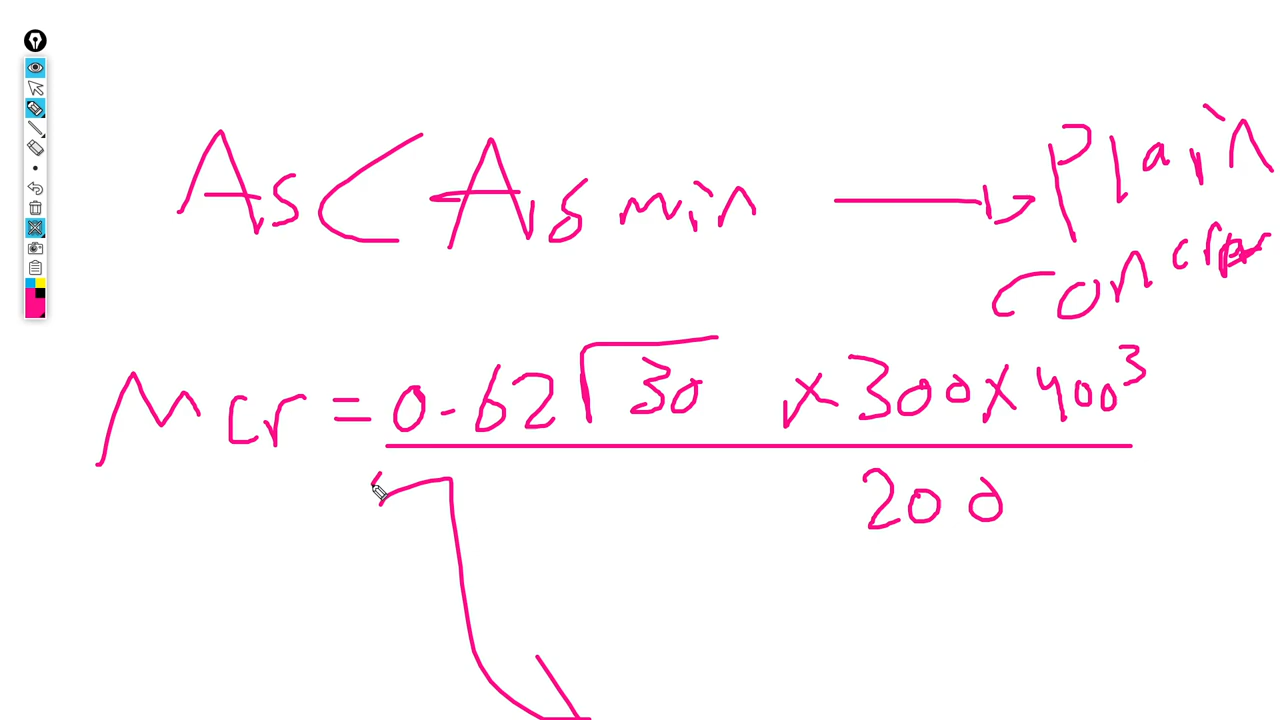 As < As min → Plain
concr
Mcr = 0.62 √30 × 300 × 400³
200